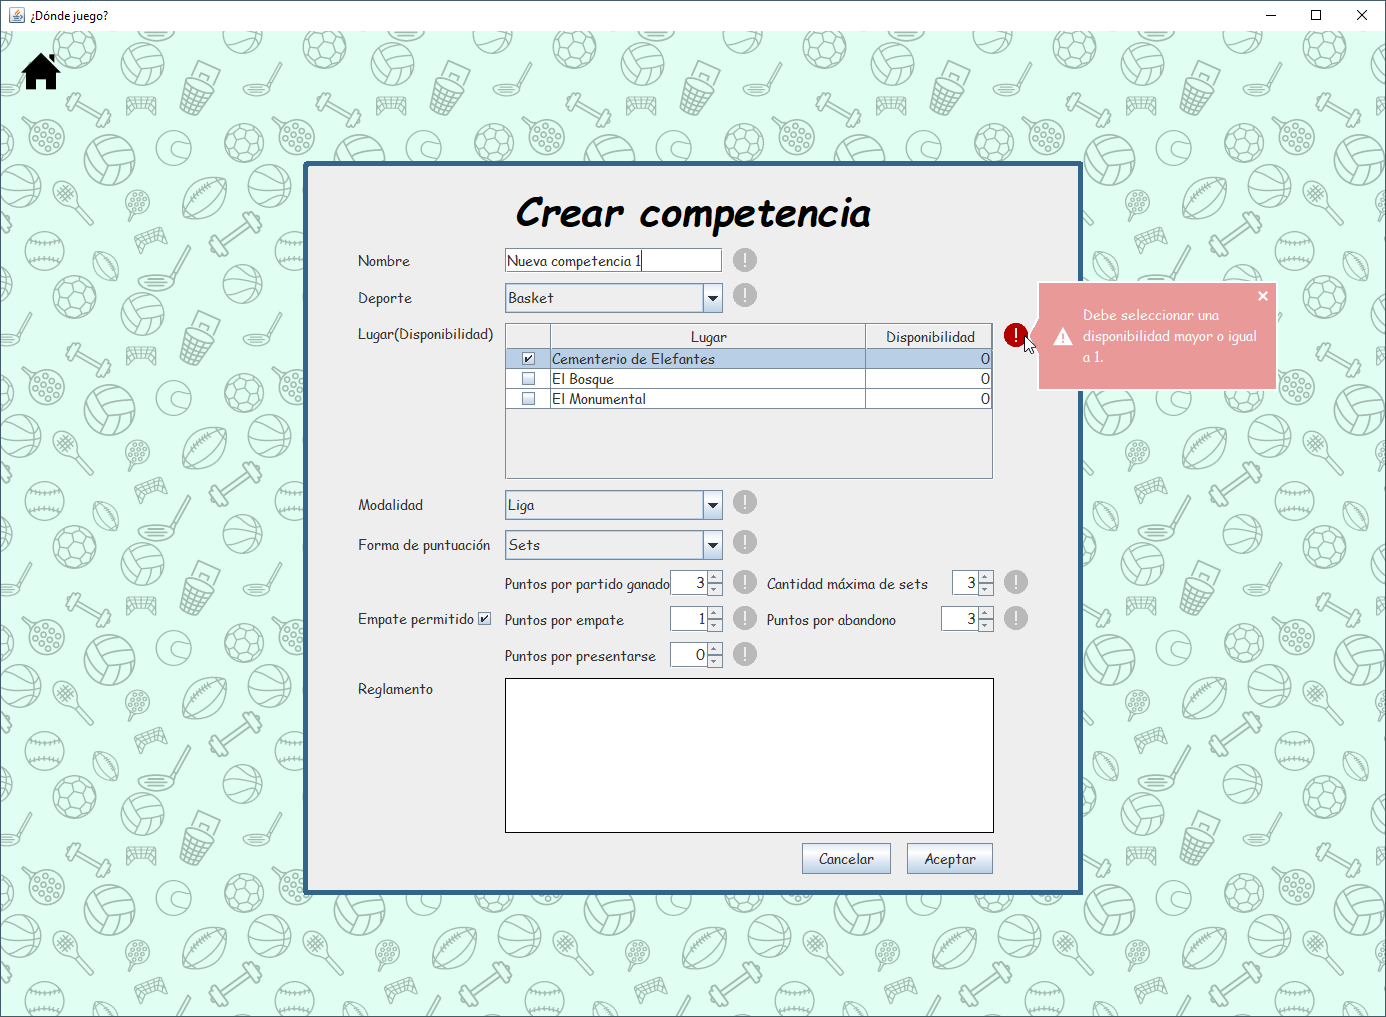 ¿Dónde juego?
Crear competencia
Nombre Nueva competencia 1
Deporte Basket
Lugar(Disponibilidad) Lugar Disponibilidad
Cementerio de Elefantes 0
El Bosque 0
El Monumental 0
Debe seleccionar una
disponibilidad mayor o igual
a 1.
Modalidad Liga
Forma de puntuación Sets
Puntos por partido ganado 3 Cantidad máxima de sets 3
Empate permitido Puntos por empate 1 Puntos por abandono 3
Puntos por presentarse 0
Reglamento
Cancelar Aceptar